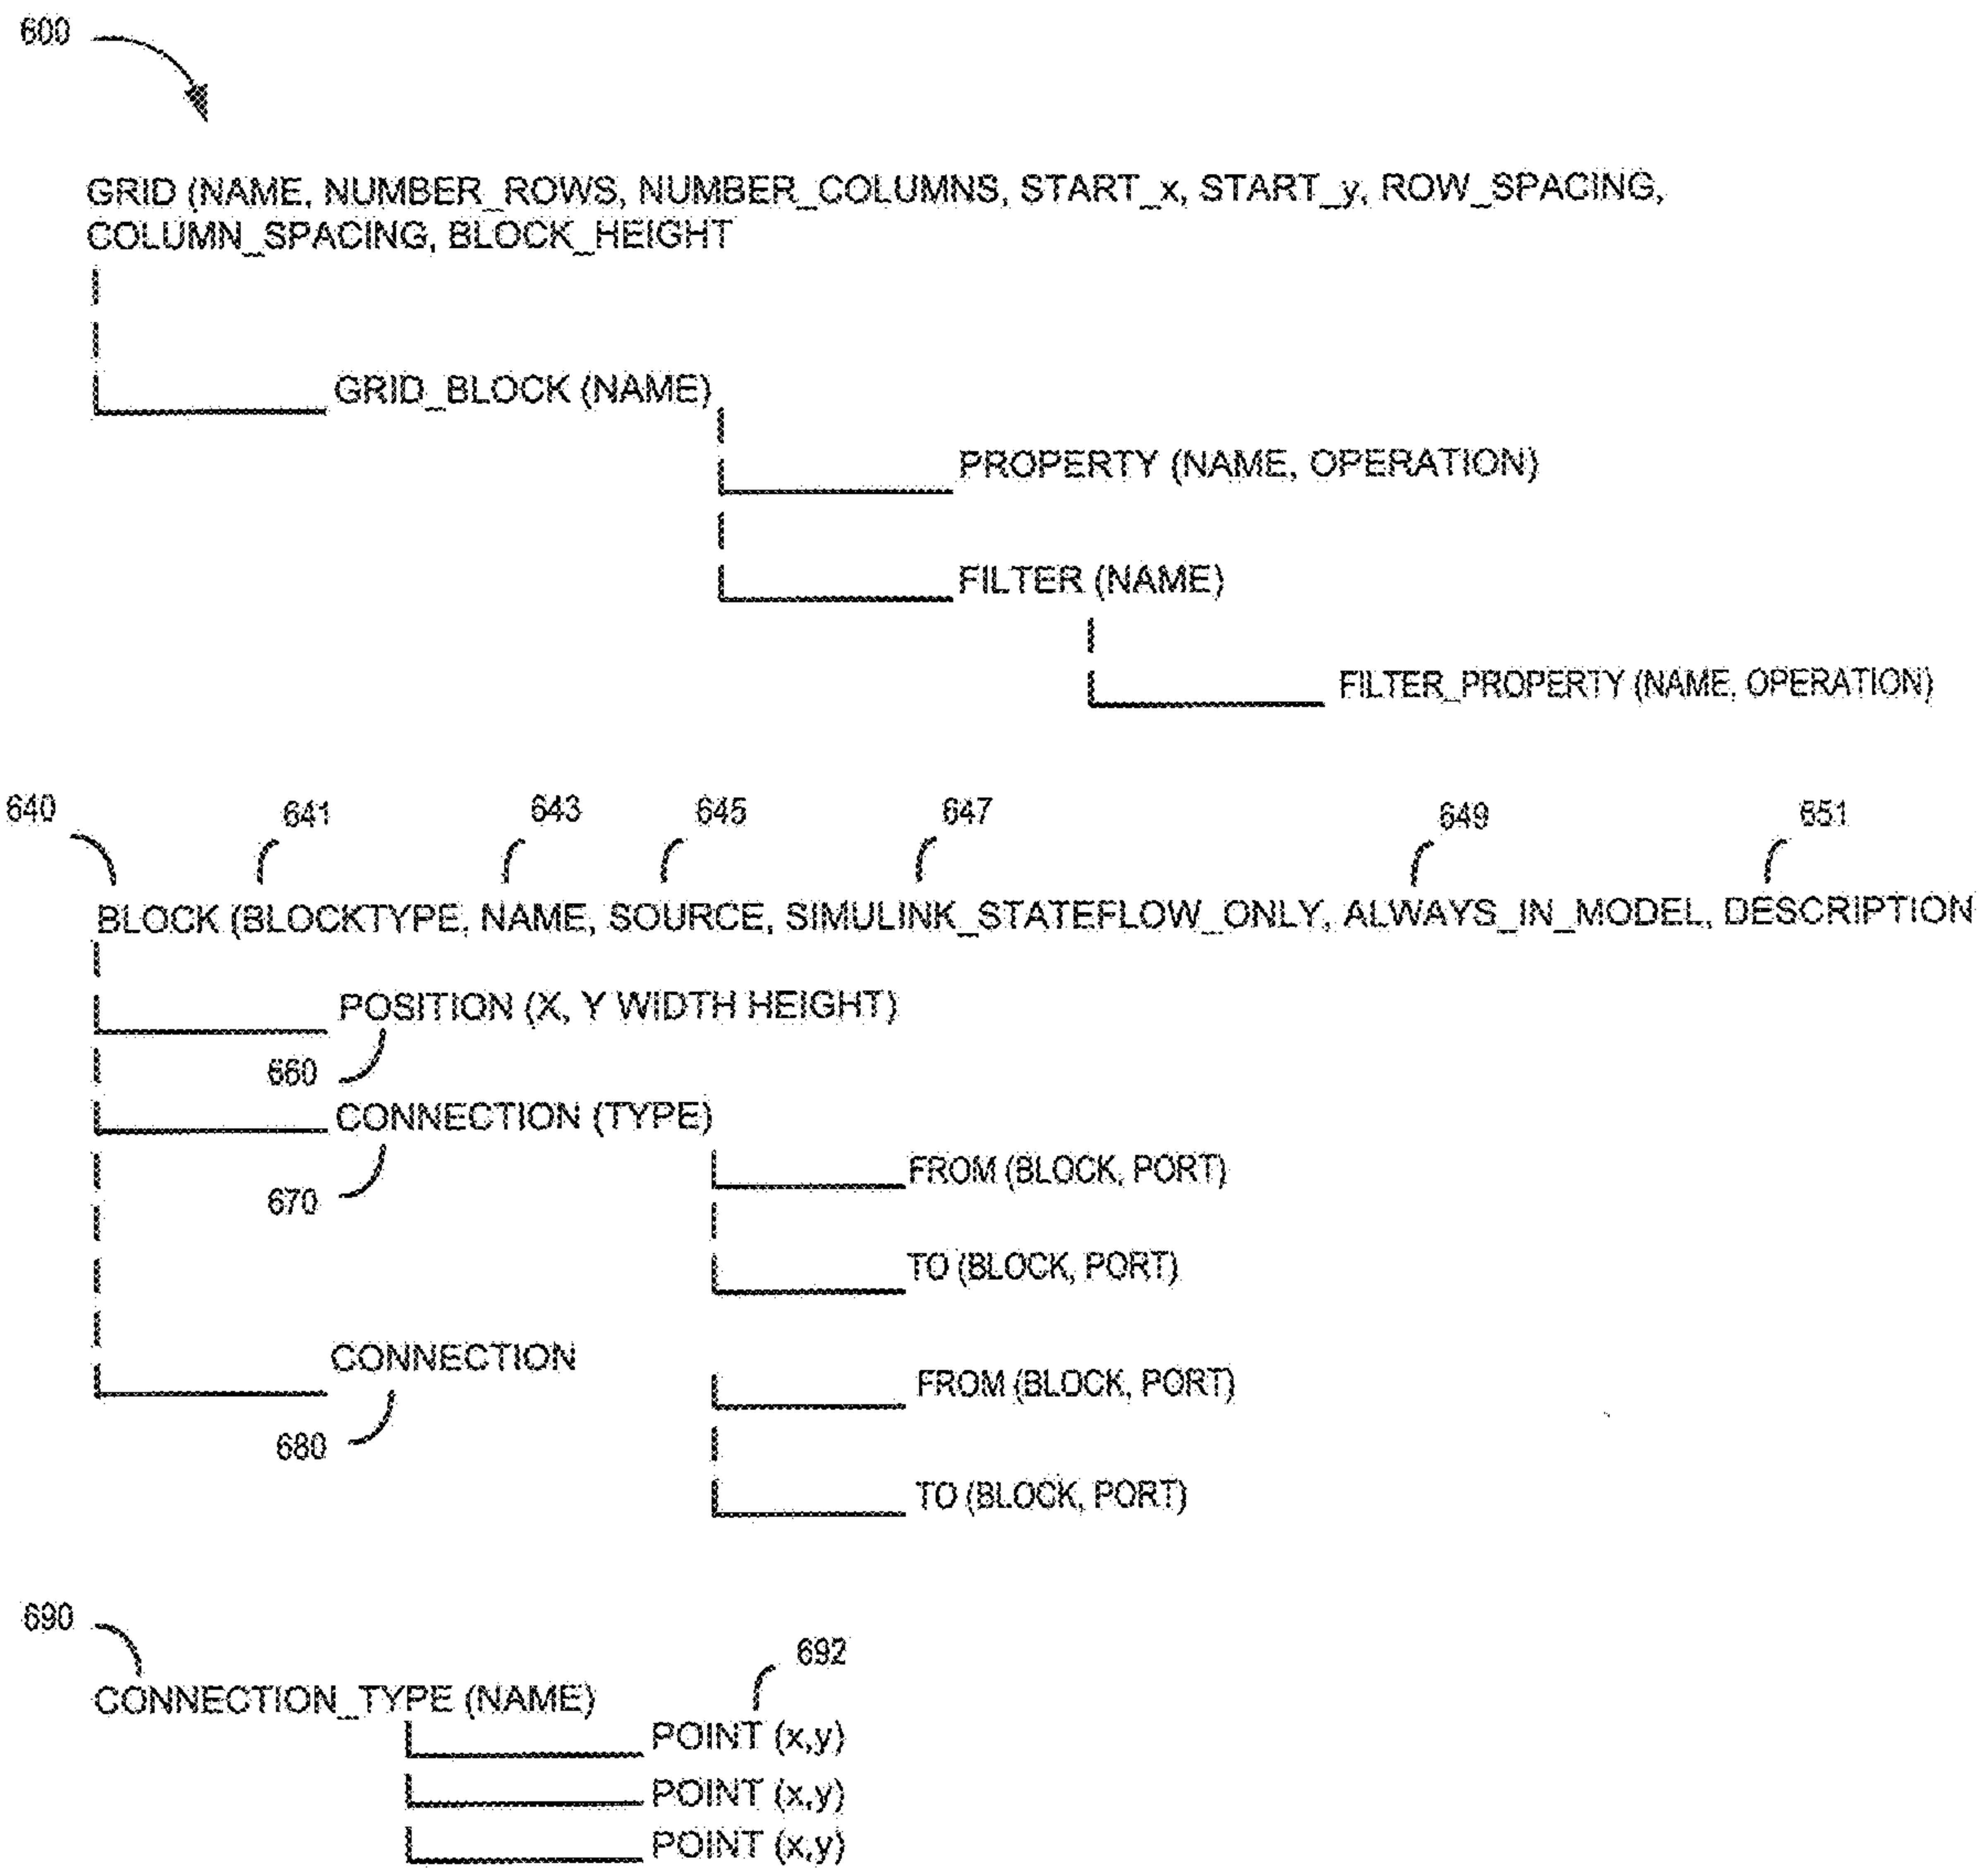 600
GRID (NAME, NUMBER_ROWS, NUMBER_COLUMNS, START_x, START_y, ROW_SPACING,
COLUMN_SPACING, BLOCK_HEIGHT
GRID_BLOCK (NAME)
PROPERTY (NAME, OPERATION)
FILTER (NAME)
FILTER_PROPERTY (NAME, OPERATION)
640 641 643 645 647 649 651
BLOCK (BLOCKTYPE, NAME, SOURCE, SIMULINK_STATEFLOW_ONLY, ALWAYS_IN_MODEL, DESCRIPTION
POSITION (X, Y WIDTH HEIGHT)
660
CONNECTION (TYPE)
FROM (BLOCK, PORT)
670
TO (BLOCK, PORT)
CONNECTION
FROM (BLOCK, PORT)
680
TO (BLOCK, PORT)
690
692
CONNECTION_TYPE (NAME)
POINT (x,y)
POINT (x,y)
POINT (x,y)